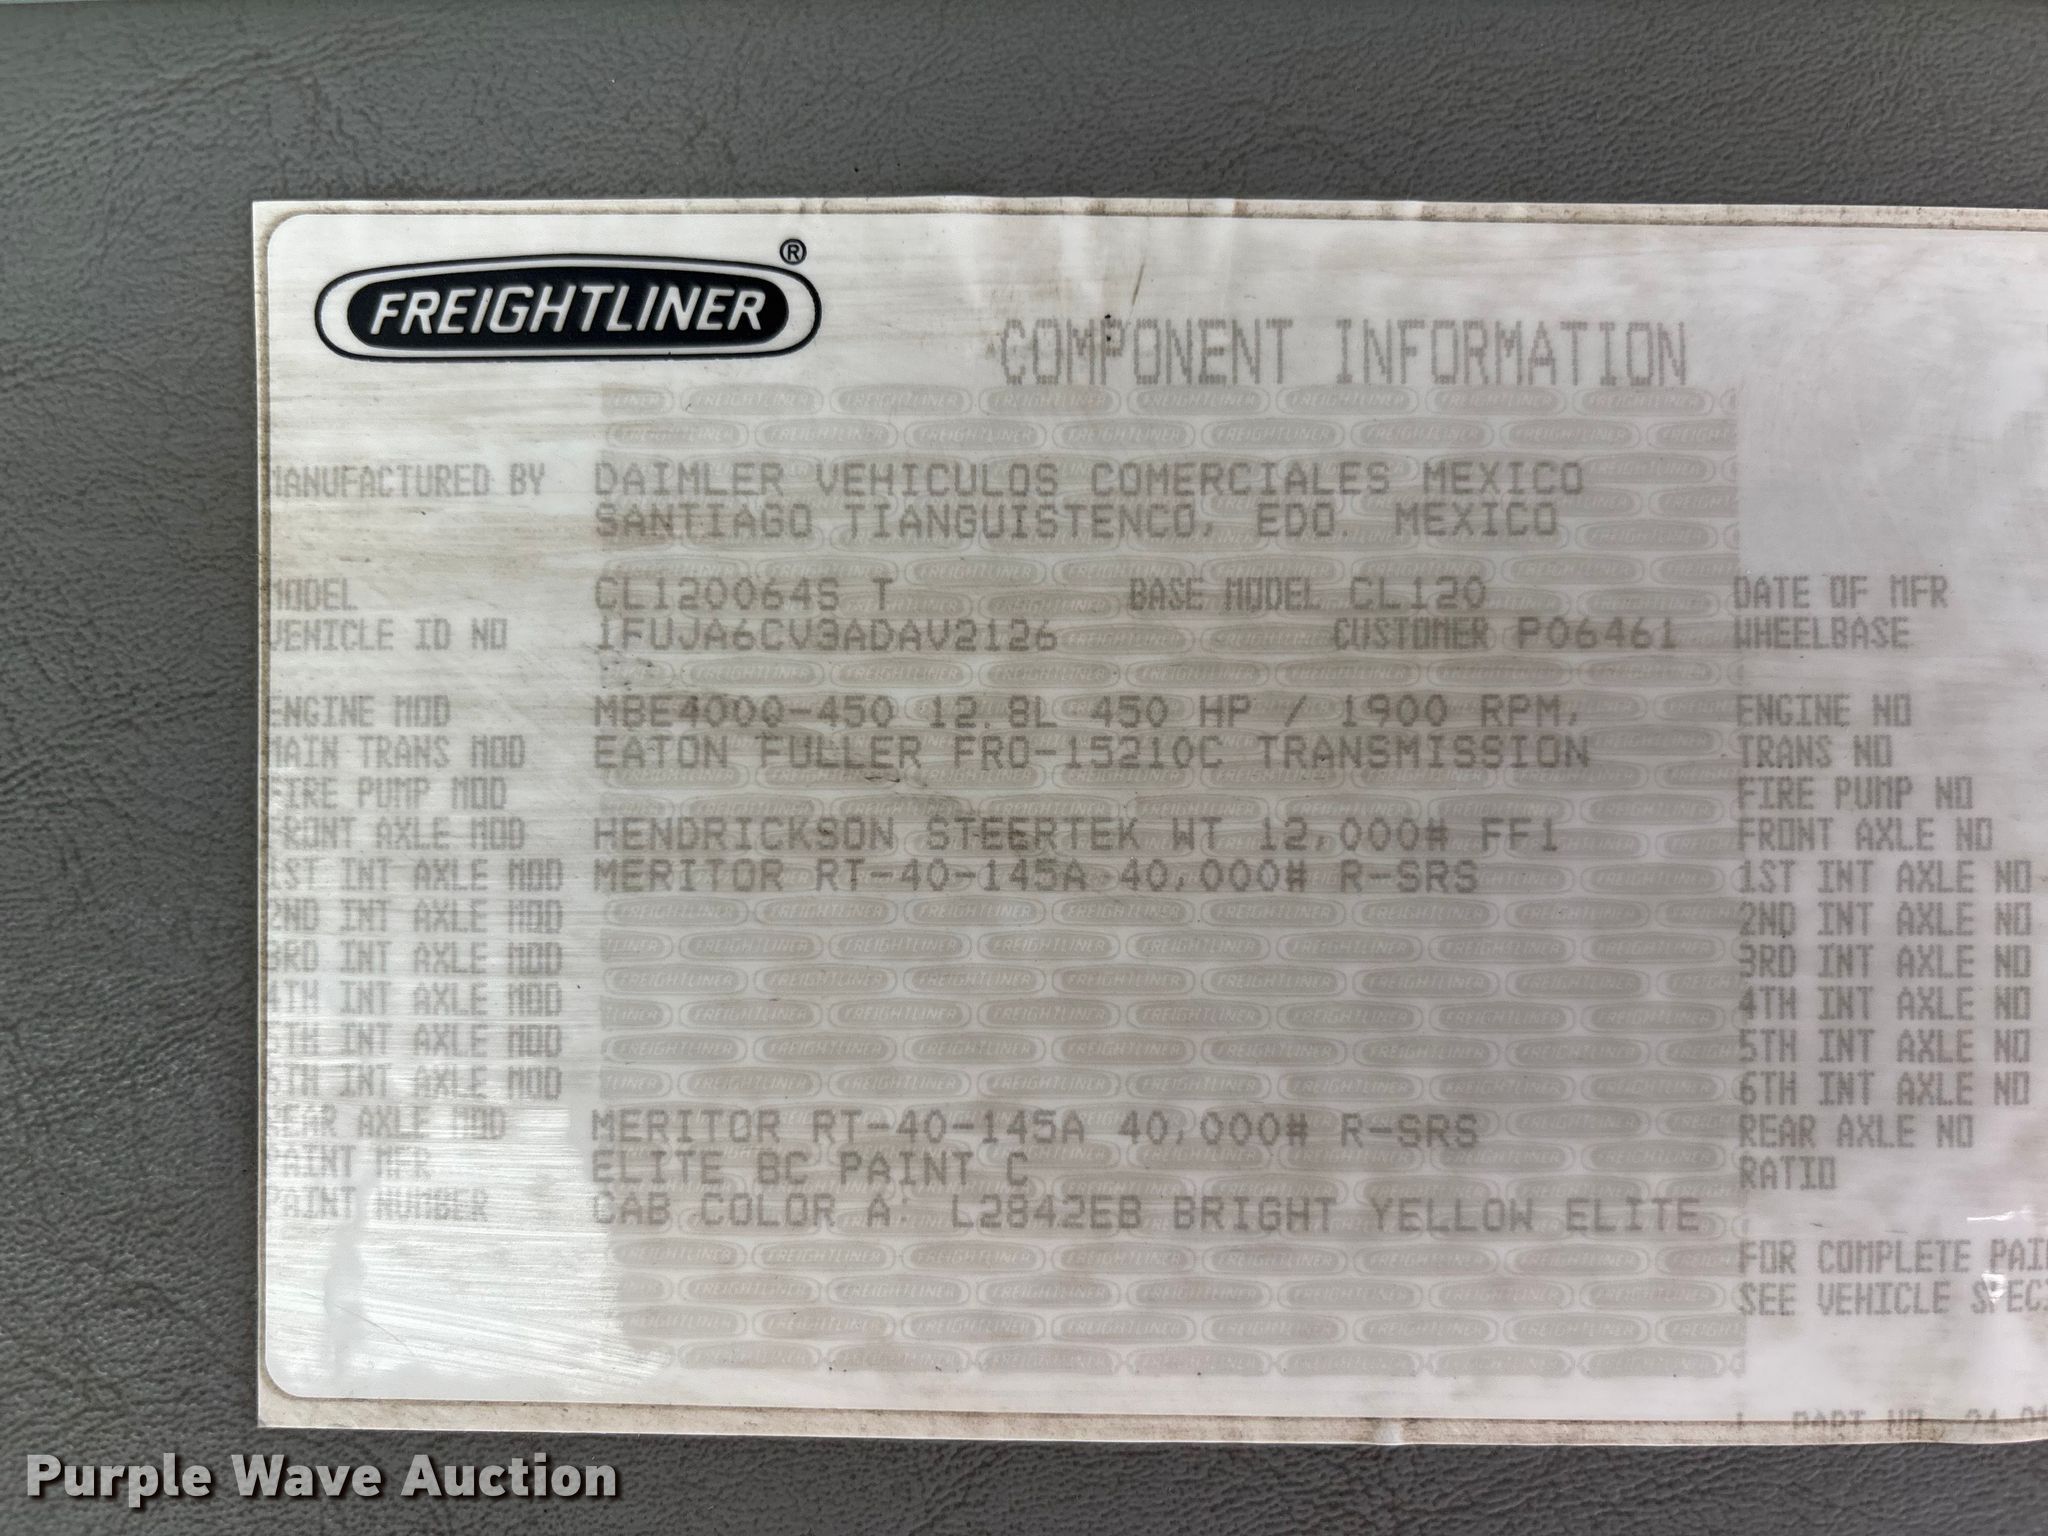 FREIGHTLINER ®
COMPONENT INFORMATION
MANUFACTURED BY DAIMLER VEHICULOS COMERCIALES MEXICO
SANTIAGO TIANGUISTENCO, EDO. MEXICO
MODEL CL120064S T BASE MODEL CL120 DATE OF MFR
VEHICLE ID NO 1FUJA6CV3ADAV2126 CUSTOMER P06461 WHEELBASE
ENGINE MOD MBE4000-450 12.8L 450 HP / 1900 RPM, ENGINE NO
MAIN TRANS MOD EATON FULLER FRO-15210C TRANSMISSION TRANS NO
FIRE PUMP MOD FIRE PUMP NO
FRONT AXLE MOD HENDRICKSON STEERTEK WT 12,000# FF1 FRONT AXLE NO
1ST INT AXLE MOD MERITOR RT-40-145A 40,000# R-SRS 1ST INT AXLE NO
2ND INT AXLE MOD 2ND INT AXLE NO
3RD INT AXLE MOD 3RD INT AXLE NO
4TH INT AXLE MOD 4TH INT AXLE NO
5TH INT AXLE MOD 5TH INT AXLE NO
6TH INT AXLE MOD 6TH INT AXLE NO
REAR AXLE MOD MERITOR RT-40-145A 40,000# R-SRS REAR AXLE NO
PAINT MFR ELITE BC PAINT C RATIO
PAINT NUMBER CAB COLOR A: L2842EB BRIGHT YELLOW ELITE
FOR COMPLETE PAI
SEE VEHICLE SPECI
PART NO.
Purple Wave Auction